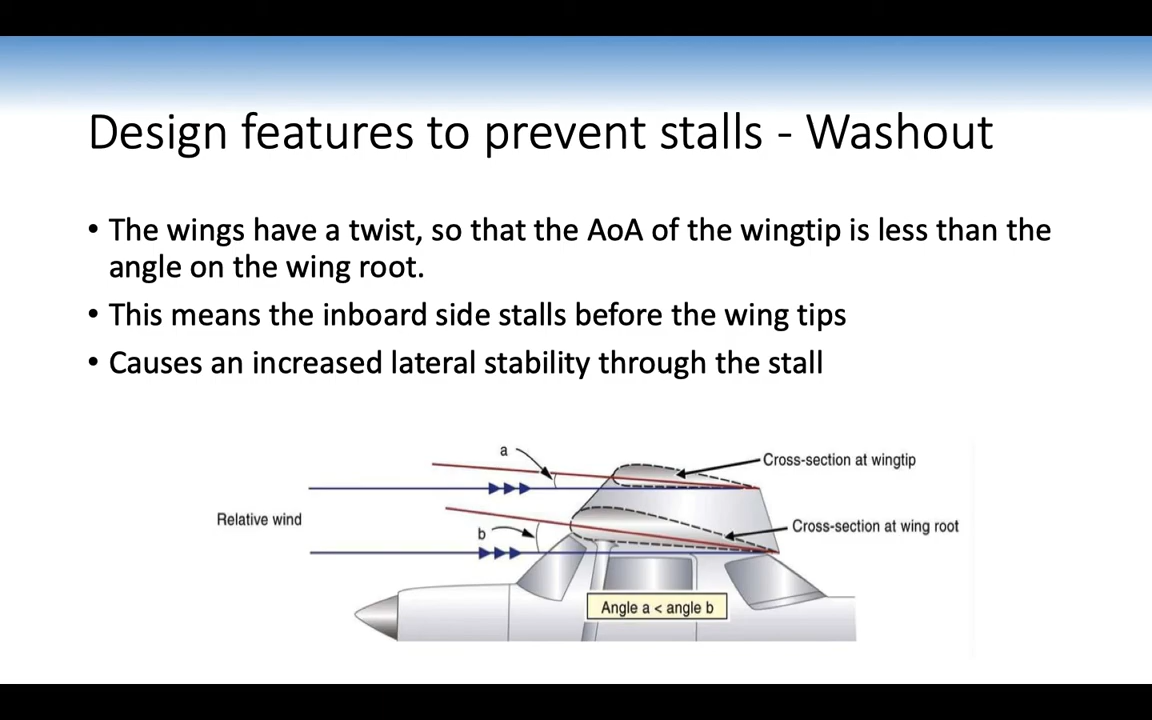 Design features to prevent stalls - Washout
• The wings have a twist, so that the AoA of the wingtip is less than the
angle on the wing root.
• This means the inboard side stalls before the wing tips
• Causes an increased lateral stability through the stall
a
Cross-section at wingtip
Relative wind
b
Cross-section at wing root
Angle a < angle b